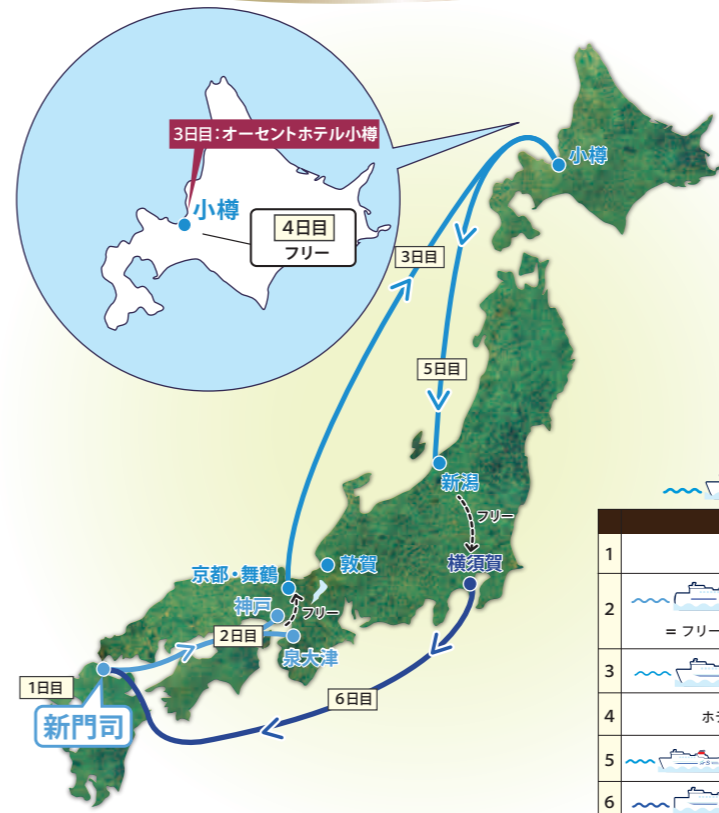 3日目：オーセントホテル小樽
小樽
4日目
フリー
小樽
3日目
5日目
新潟
フリー
横須賀
敦賀
京都・舞鶴
神戸
フリー
2日目
泉大津
1日目
新門司
6日目
1
2
= フリー
3
4
5
6